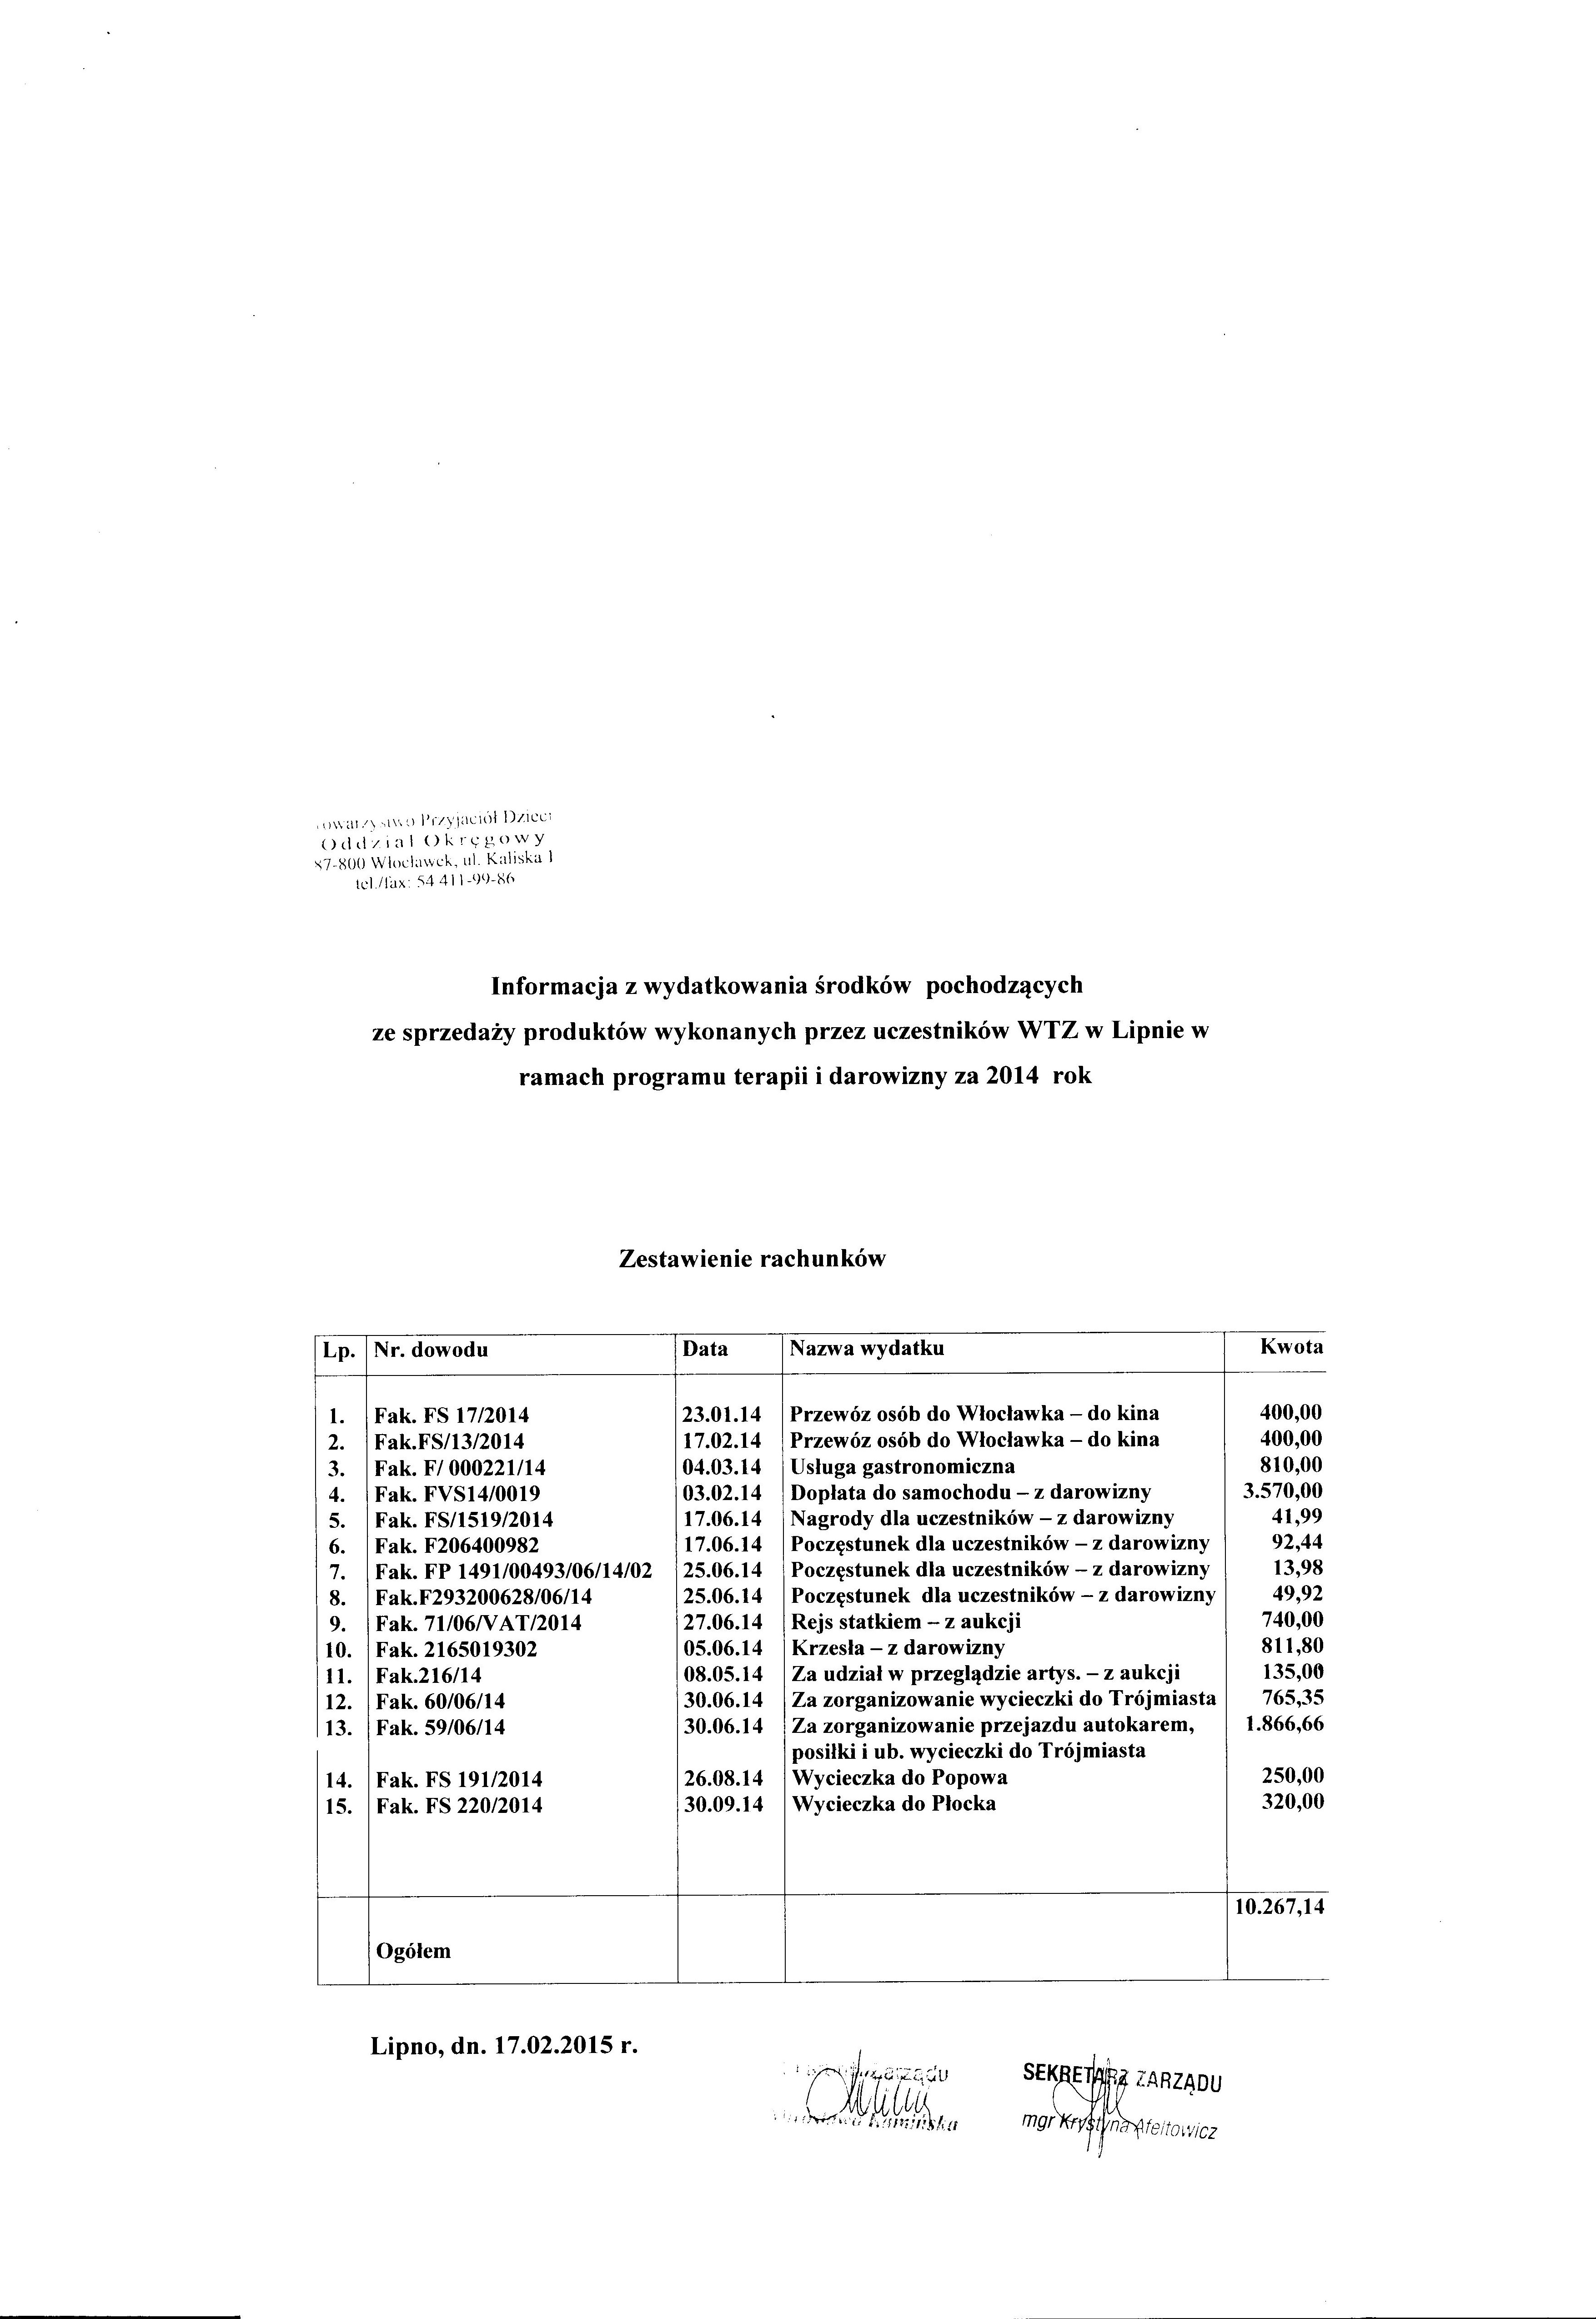 Przyjaciół Dzieci
Oddział Okręgowy
87-800 Włocławek, ul. Kaliska 1
tel./fax: 54 411-99-86
Informacja z wydatkowania środków pochodzących
ze sprzedaży produktów wykonanych przez uczestników WTZ w Lipnie w
ramach programu terapii i darowizny za 2014 rok
Zestawienie rachunków
Lp. Nr. dowodu Data Nazwa wydatku Kwota
1. Fak. FS 17/2014 23.01.14 Przewóz osób do Włocławka – do kina 400,00
2. Fak.FS/13/2014 17.02.14 Przewóz osób do Włocławka – do kina 400,00
3. Fak. F/ 000221/14 04.03.14 Usługa gastronomiczna 810,00
4. Fak. FVS14/0019 03.02.14 Dopłata do samochodu – z darowizny 3.570,00
5. Fak. FS/1519/2014 17.06.14 Nagrody dla uczestników – z darowizny 41,99
6. Fak. F206400982 17.06.14 Poczęstunek dla uczestników – z darowizny 92,44
7. Fak. FP 1491/00493/06/14/02 25.06.14 Poczęstunek dla uczestników – z darowizny 13,98
8. Fak.F293200628/06/14 25.06.14 Poczęstunek dla uczestników – z darowizny 49,92
9. Fak. 71/06/VAT/2014 27.06.14 Rejs statkiem – z aukcji 740,00
10. Fak. 2165019302 05.06.14 Krzesła – z darowizny 811,80
11. Fak.216/14 08.05.14 Za udział w przeglądzie artys. – z aukcji 135,00
12. Fak. 60/06/14 30.06.14 Za zorganizowanie wycieczki do Trójmiasta 765,35
13. Fak. 59/06/14 30.06.14 Za zorganizowanie przejazdu autokarem, 1.866,66
posiłki i ub. wycieczki do Trójmiasta
14. Fak. FS 191/2014 26.08.14 Wycieczka do Popowa 250,00
15. Fak. FS 220/2014 30.09.14 Wycieczka do Płocka 320,00
10.267,14
Ogółem
Lipno, dn. 17.02.2015 r.
SEKRETARZ ZARZĄDU
Kamińska
mgr Krystyna Afeltowicz